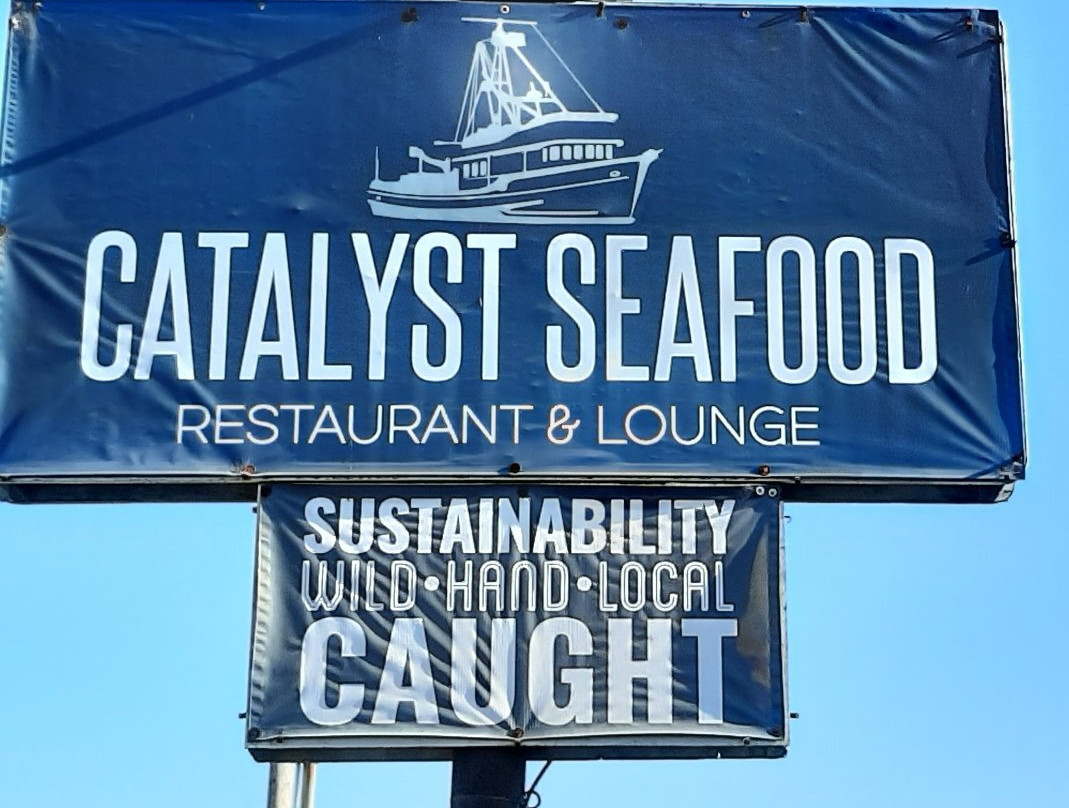 CATALYST SEAFOOD
RESTAURANT & LOUNGE
SUSTAINABILITY
WILD•HAND•LOCAL
CAUGHT